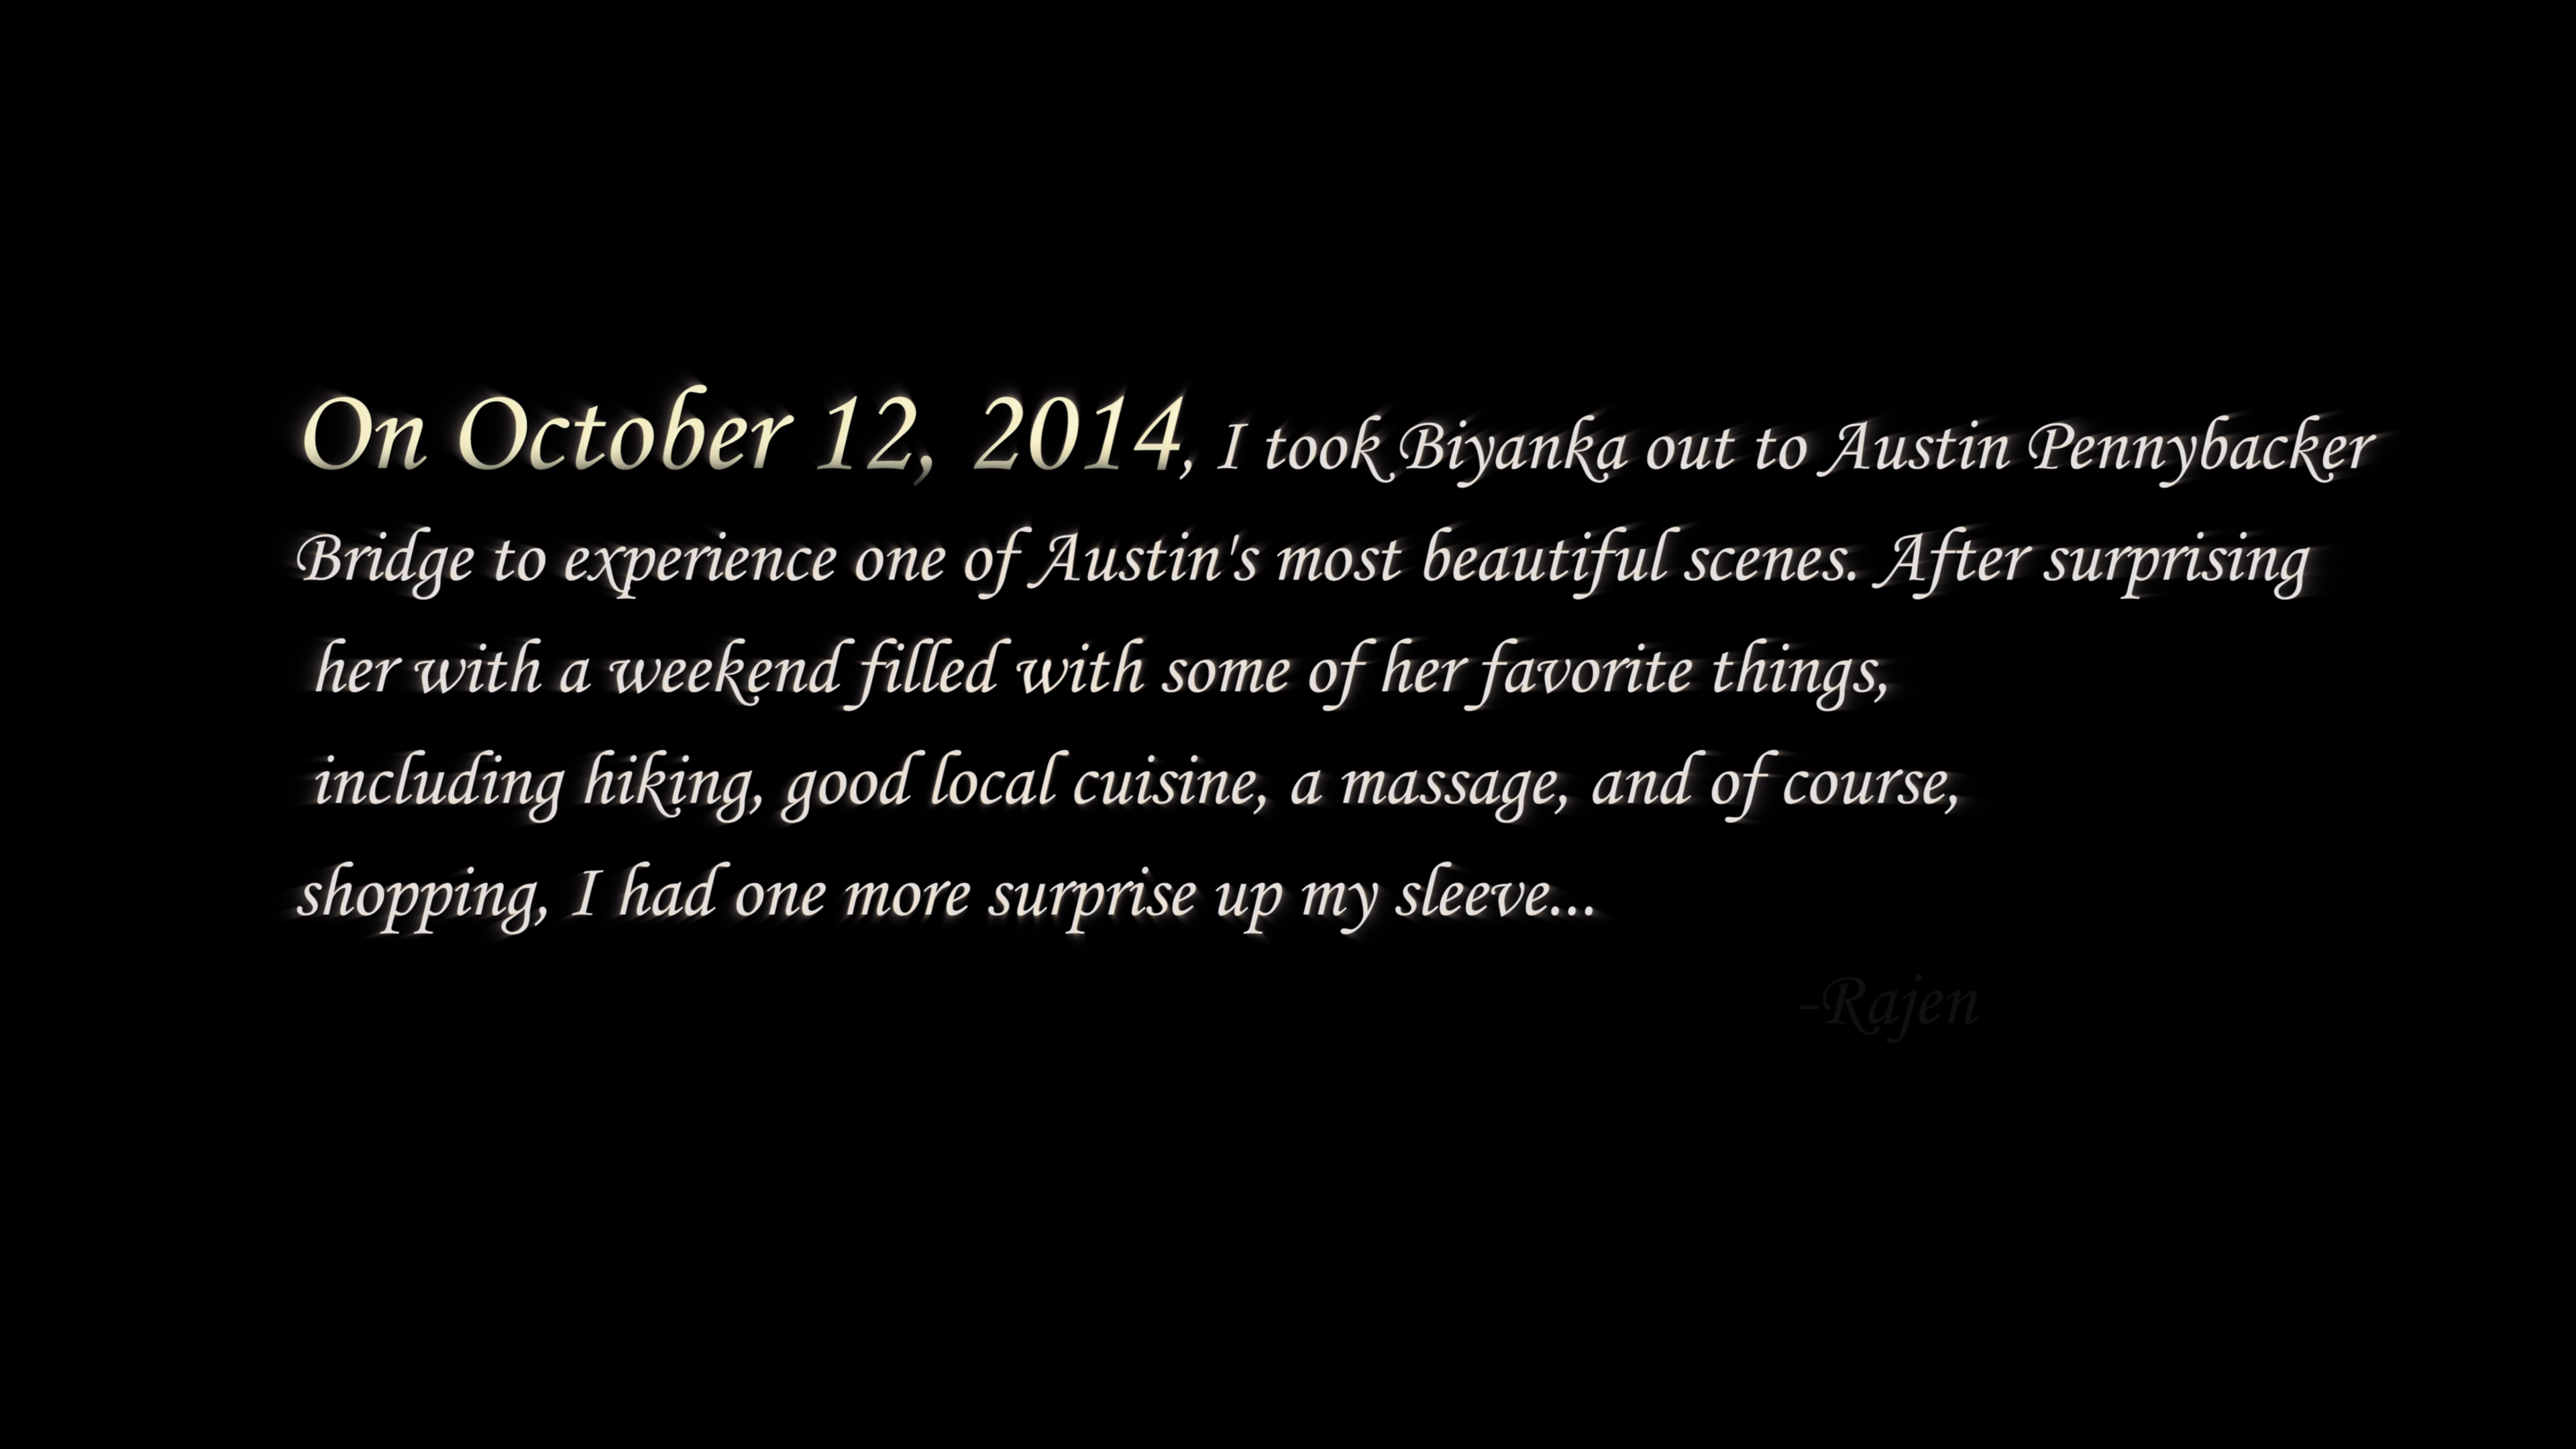 On October 12, 2014, I took Biyanka out to Austin Pennybacker
Bridge to experience one of Austin's most beautiful scenes. After surprising
her with a weekend filled with some of her favorite things,
including hiking, good local cuisine, a massage, and of course,
shopping, I had one more surprise up my sleeve...
-Rajen